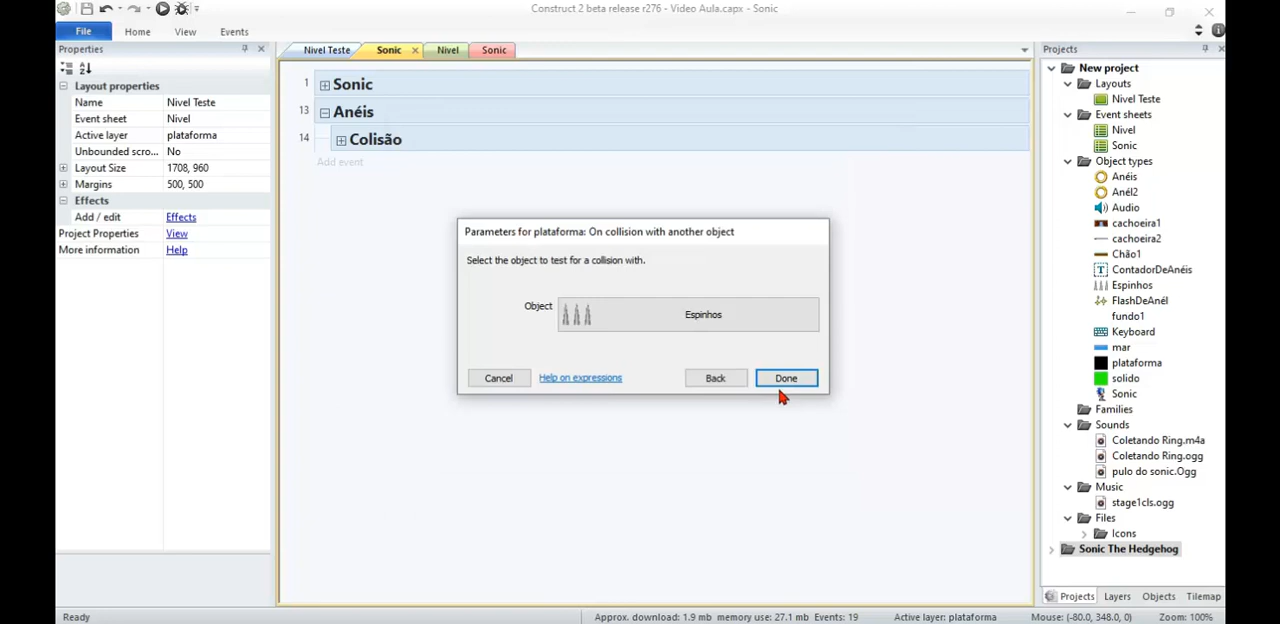 Construct 2 beta release r276 - Video Aula.capx - Sonic
File Home View Events
Properties
Layout properties
Name Nivel Teste
Event sheet Nivel
Active layer plataforma
Unbounded scro... No
Layout Size 1708, 960
Margins 500, 500
Effects
Add / edit Effects
Project Properties View
More information Help
Nivel Teste Sonic Nivel Sonic
1 Sonic
13 Anéis
14 Colisão
Add event
Parameters for plataforma: On collision with another object
Select the object to test for a collision with.
Object Espinhos
Cancel Help on expressions Back Done
Projects
New project
Layouts
Nivel Teste
Event sheets
Nivel
Sonic
Object types
Anéis
Anél2
Audio
cachoeira1
cachoeira2
Chão1
ContadorDeAnéis
Espinhos
FlashDeAnél
fundo1
Keyboard
mar
plataforma
solido
Sonic
Families
Sounds
Coletando Ring.m4a
Coletando Ring.ogg
pulo do sonic.Ogg
Music
stage1cls.ogg
Files
Icons
Sonic The Hedgehog
Projects Layers Objects Tilemap
Ready Approx. download: 1.9 mb memory use: 27.1 mb Events: 19 Active layer: plataforma Mouse: (-80.0, 348.0, 0) Zoom: 100%